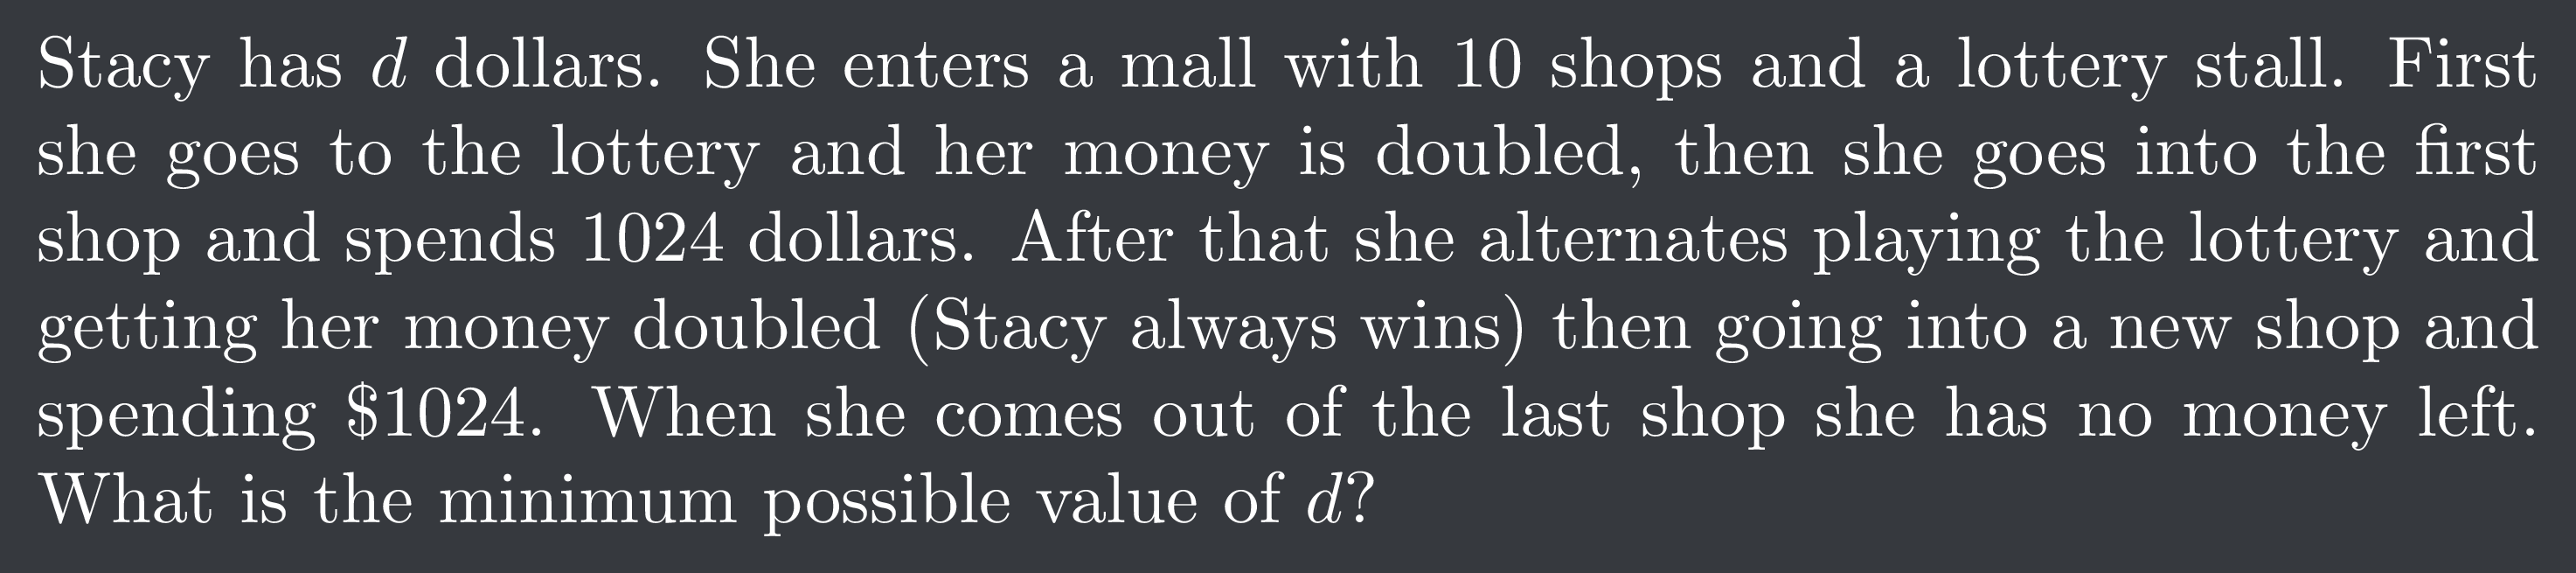 Stacy has d dollars. She enters a mall with 10 shops and a lottery stall. First
she goes to the lottery and her money is doubled, then she goes into the first
shop and spends 1024 dollars. After that she alternates playing the lottery and
getting her money doubled (Stacy always wins) then going into a new shop and
spending $1024. When she comes out of the last shop she has no money left.
What is the minimum possible value of d?